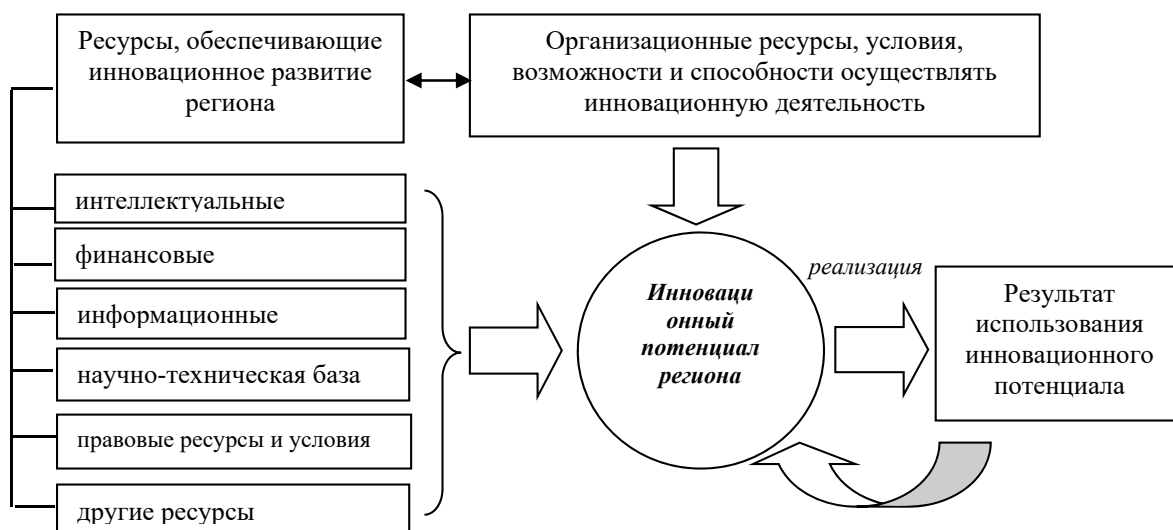 Ресурсы, обеспечивающие
инновационное развитие
региона
Организационные ресурсы, условия,
возможности и способности осуществлять
инновационную деятельность
интеллектуальные
финансовые
информационные
научно-техническая база
правовые ресурсы и условия
другие ресурсы
Инноваци
онный
потенциал
региона
реализация
Результат
использования
инновационного
потенциала